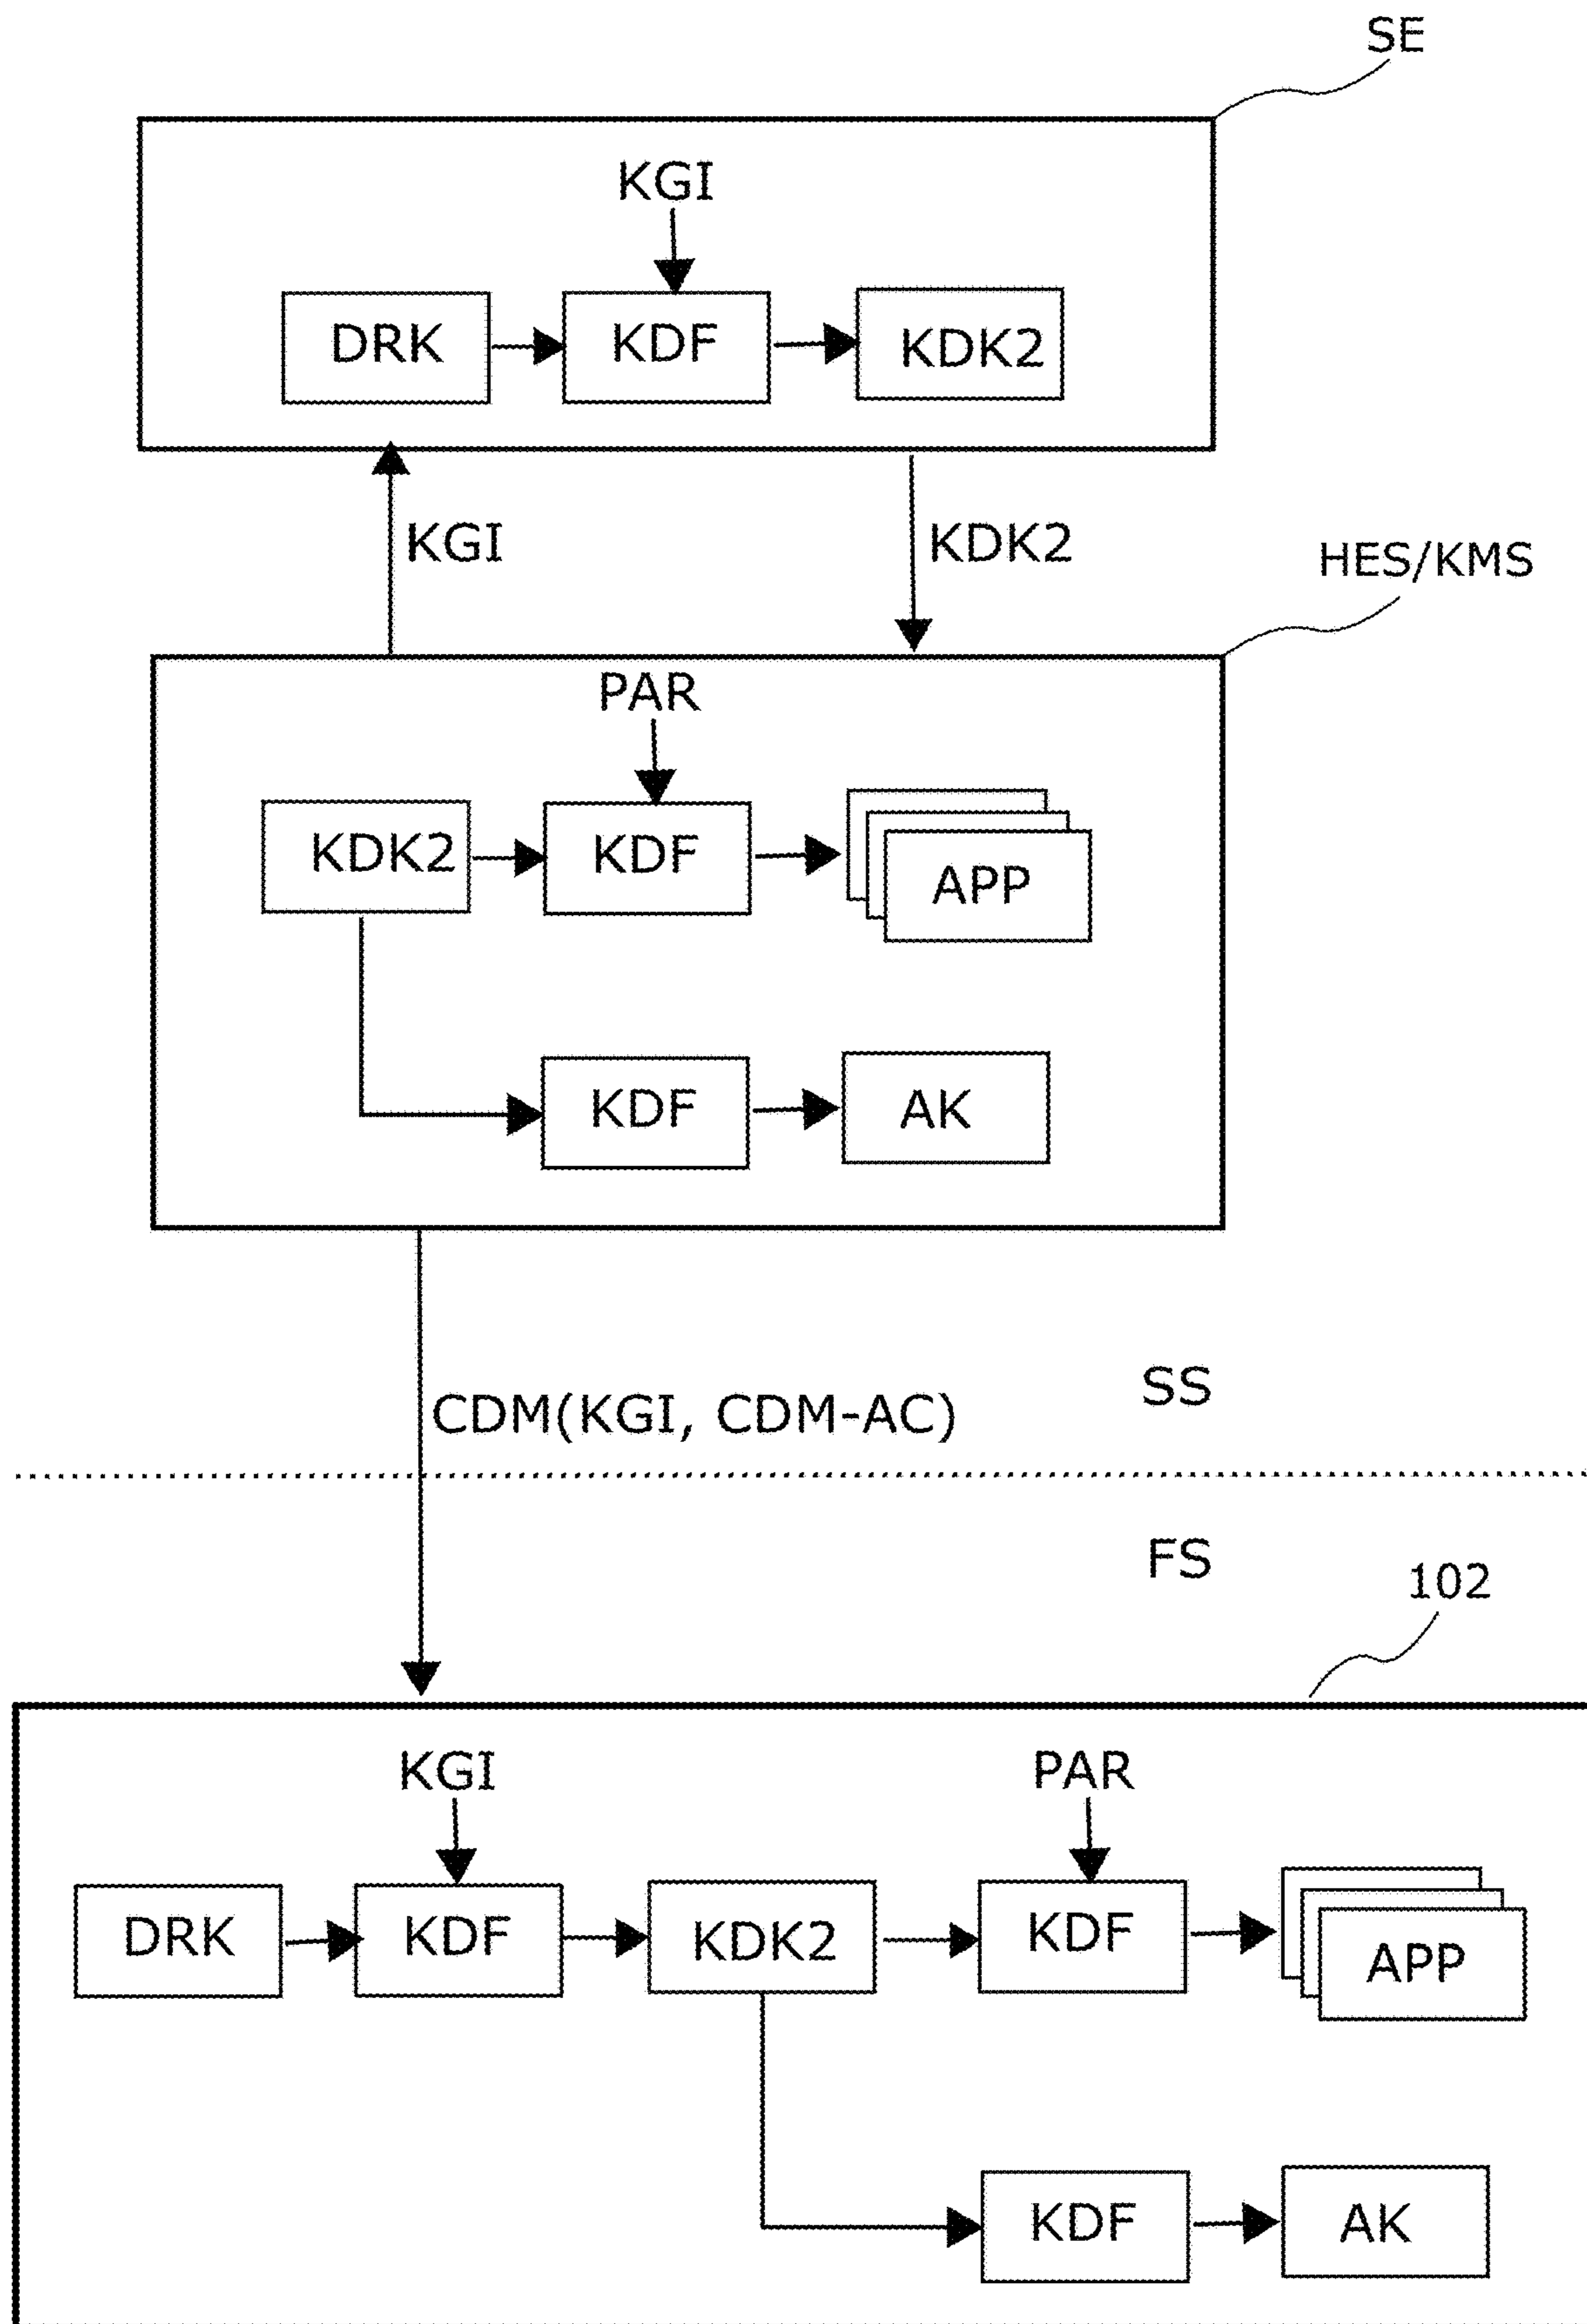 SE
KGI
DRK
KDF
KDK2
KGI
KDK2
HES/KMS
PAR
KDK2
KDF
APP
KDF
AK
CDM(KGI, CDM-AC)
SS
FS
102
KGI
PAR
DRK
KDF
KDK2
KDF
APP
KDF
AK